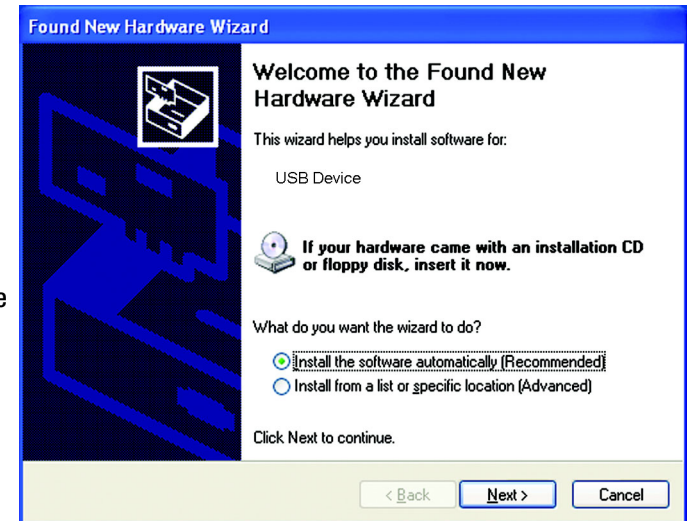 Found New Hardware Wizard
Welcome to the Found New
Hardware Wizard
This wizard helps you install software for:
USB Device
If your hardware came with an installation CD
or floppy disk, insert it now.
e
What do you want the wizard to do?
Install the software automatically (Recommended)
Install from a list or specific location (Advanced)
Click Next to continue.
< Back
Next >
Cancel